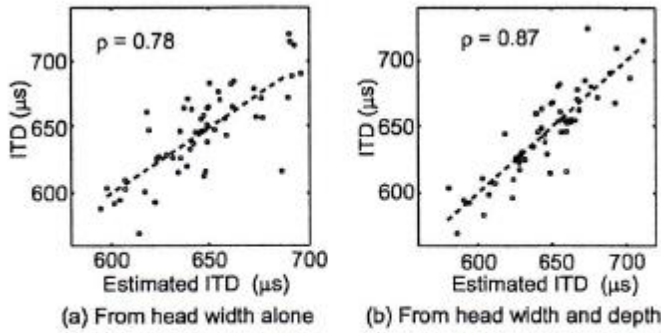 ρ = 0.78
ITD (µs)
700
650
600
600 650 700
Estimated ITD (µs)
(a) From head width alone
ρ = 0.87
ITD (µs)
700
650
600
600 650 700
Estimated ITD (µs)
(b) From head width and depth